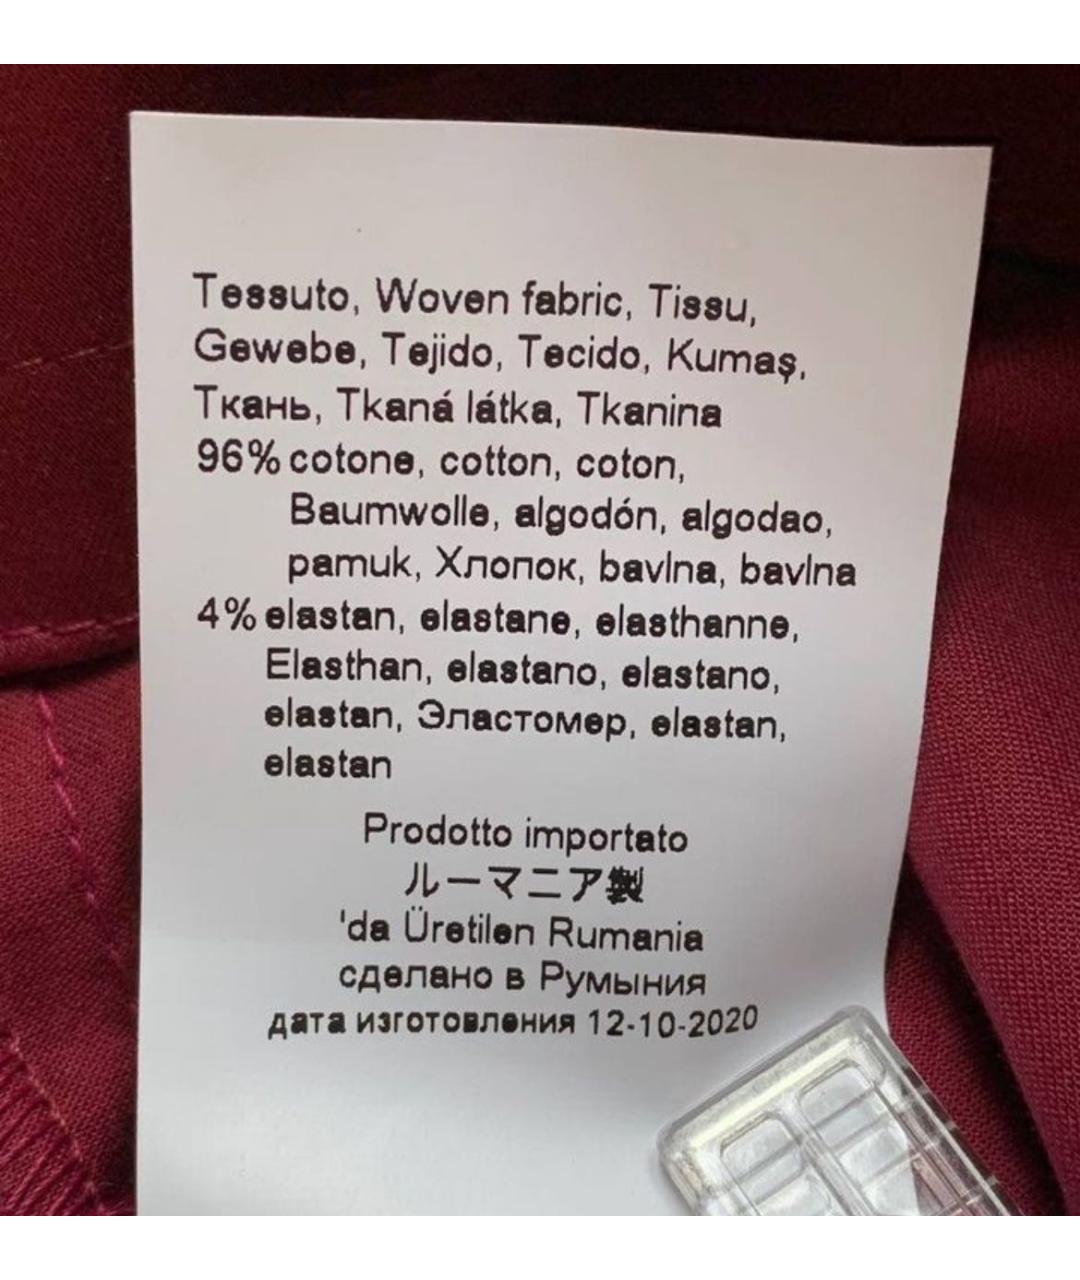 Tessuto, Woven fabric, Tissu,
Gewebe, Tejido, Tecido, Kumaş,
Ткань, Tkaná látka, Tkanina
96% cotone, cotton, coton,
Baumwolle, algodón, algodao,
pamuk, Хлопок, bavlna, bavlna
4% elastan, elastane, elasthanne,
Elasthan, elastano, elastano,
elastan, Эластомер, elastan,
elastan
Prodotto importato
ルーマニア製
'da Üretilen Rumania
сделано в Румыния
дата изготовления 12-10-2020